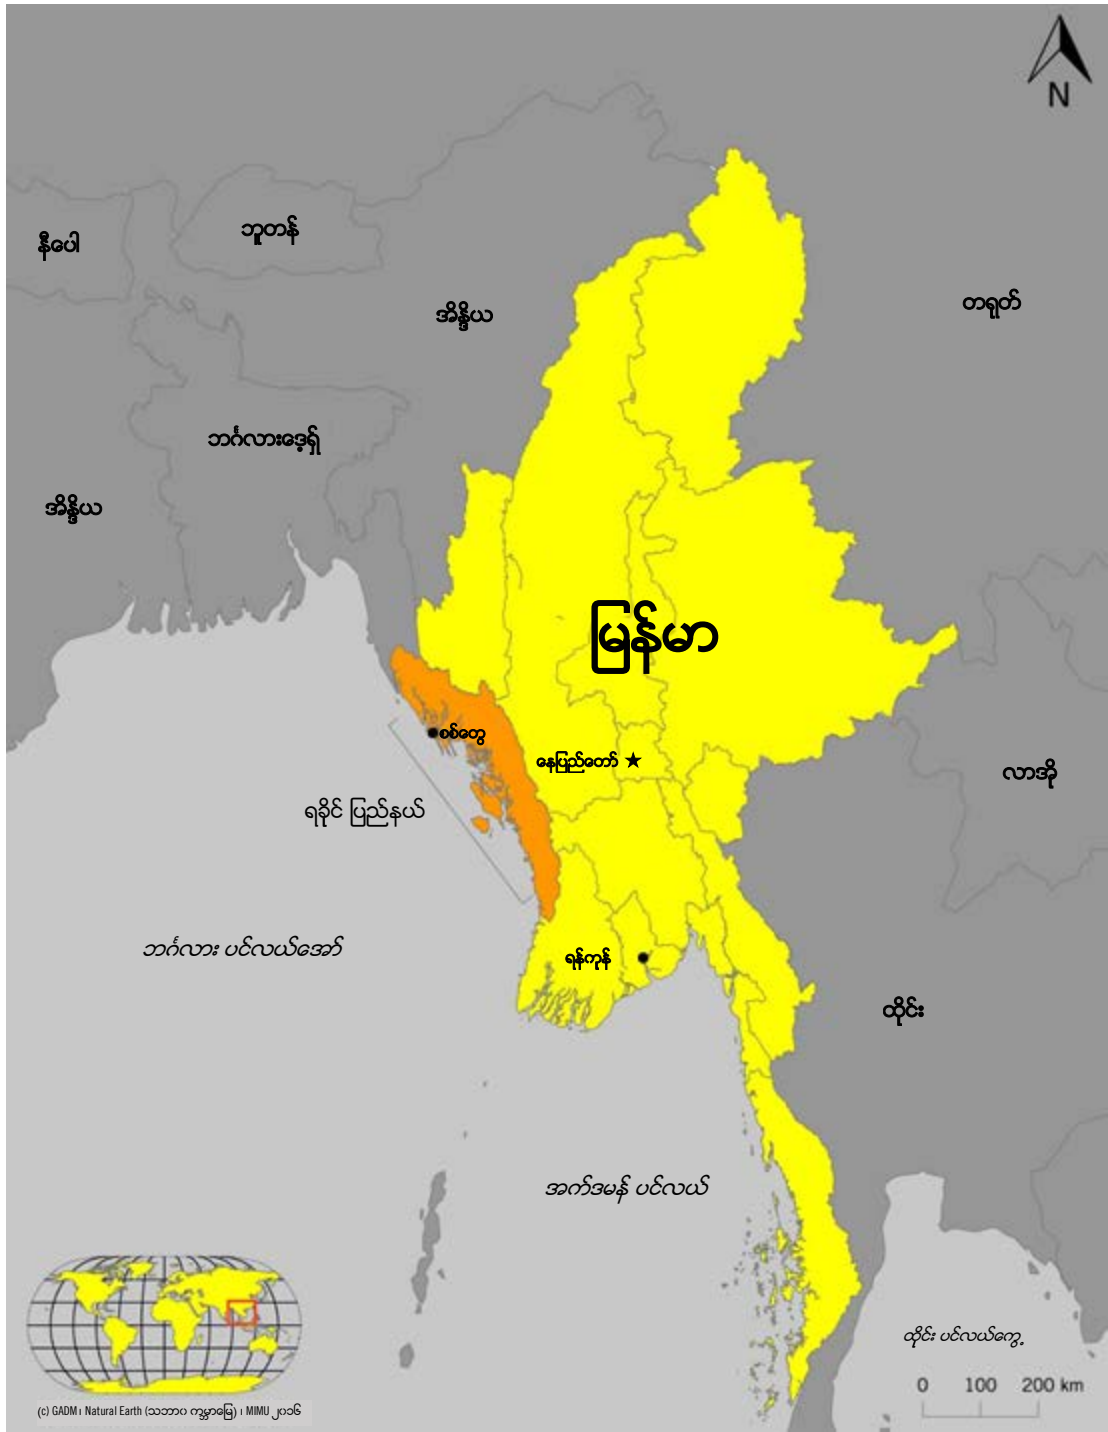 N
နီပေါ
ဘူတန်
အိန္ဒိယ
တရုတ်
ဘင်္ဂလားဒေ့ရှ်
အိန္ဒိယ
မြန်မာ
စစ်တွေ
နေပြည်တော်
လာအို
ရခိုင် ပြည်နယ်
ဘင်္ဂလား ပင်လယ်အော်
ရန်ကုန်
ထိုင်း
အက်ဒမန် ပင်လယ်
ထိုင်း ပင်လယ်ကွေ့
0 100 200 km
(c) GADM၊ Natural Earth (သဘာဝ ကမ္ဘာမြေ) ၊ MIMU ၂၀၁၆